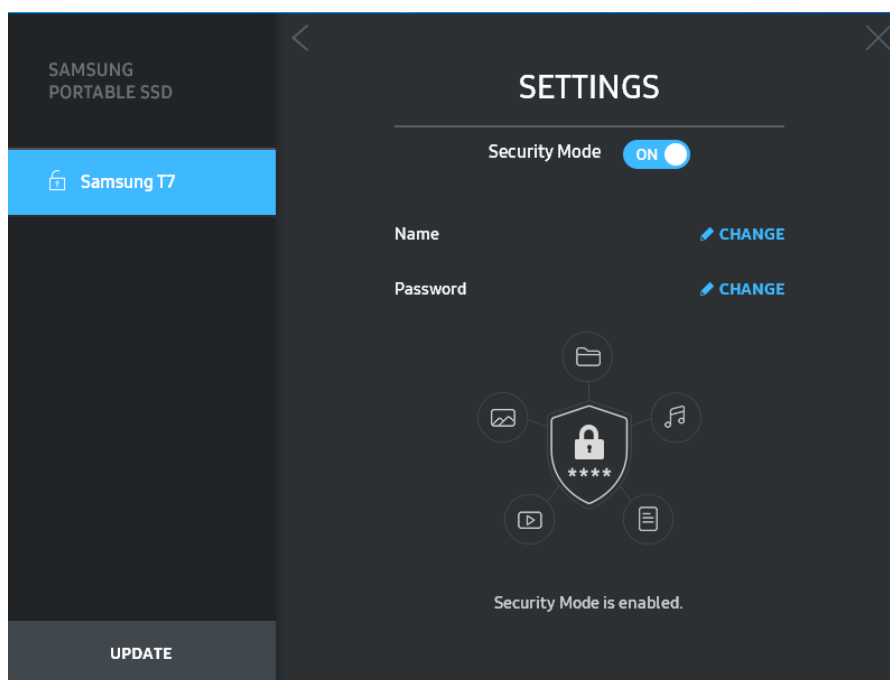 SAMSUNG
PORTABLE SSD
Samsung T7
UPDATE
SETTINGS
Security Mode ON
Name CHANGE
Password CHANGE
****
Security Mode is enabled.